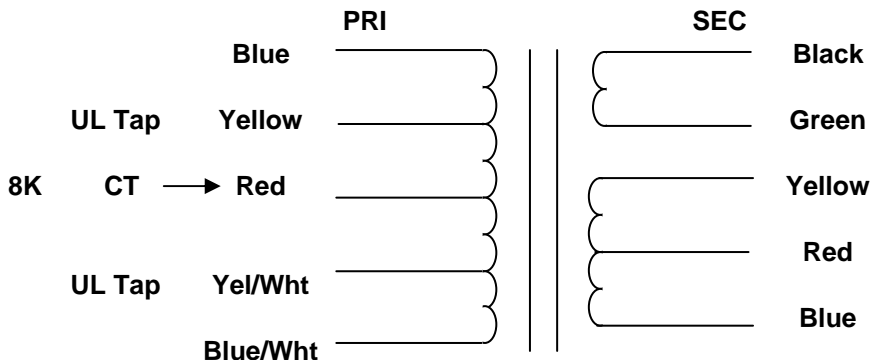 PRI SEC
Blue Black
UL Tap Yellow Green
8K CT Red Yellow
Red
UL Tap Yel/Wht
Blue
Blue/Wht